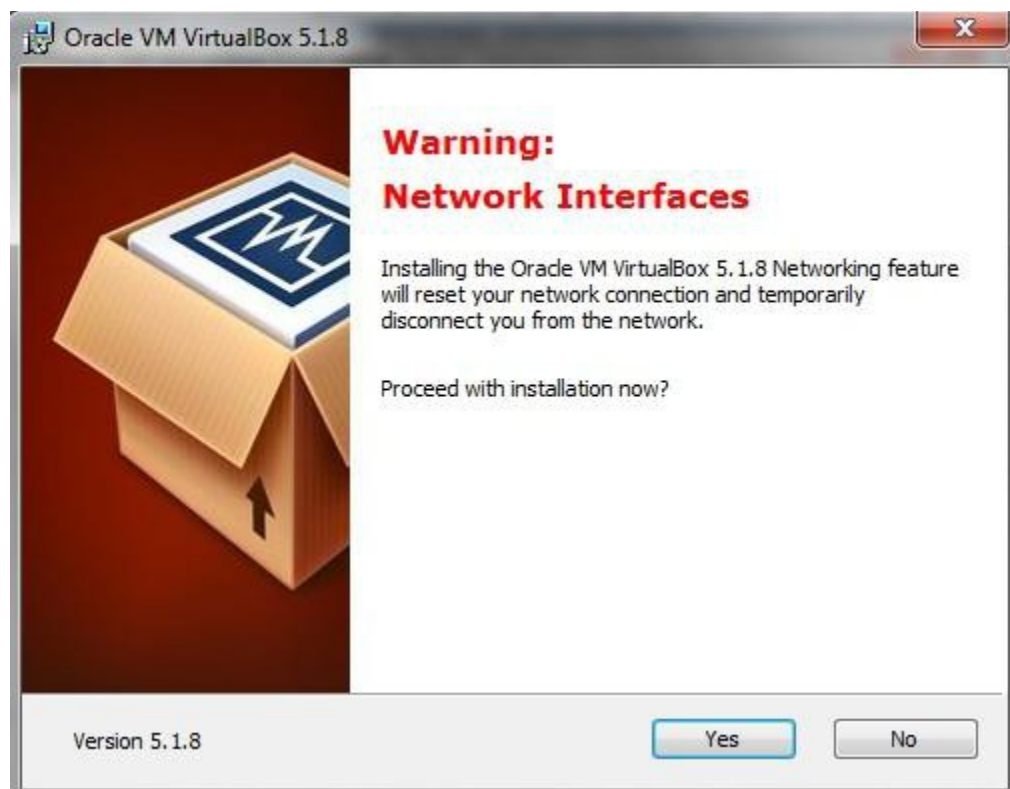 Oracle VM VirtualBox 5.1.8
Warning:
Network Interfaces
Installing the Oracle VM VirtualBox 5.1.8 Networking feature
will reset your network connection and temporarily
disconnect you from the network.
Proceed with installation now?
Version 5.1.8
Yes
No